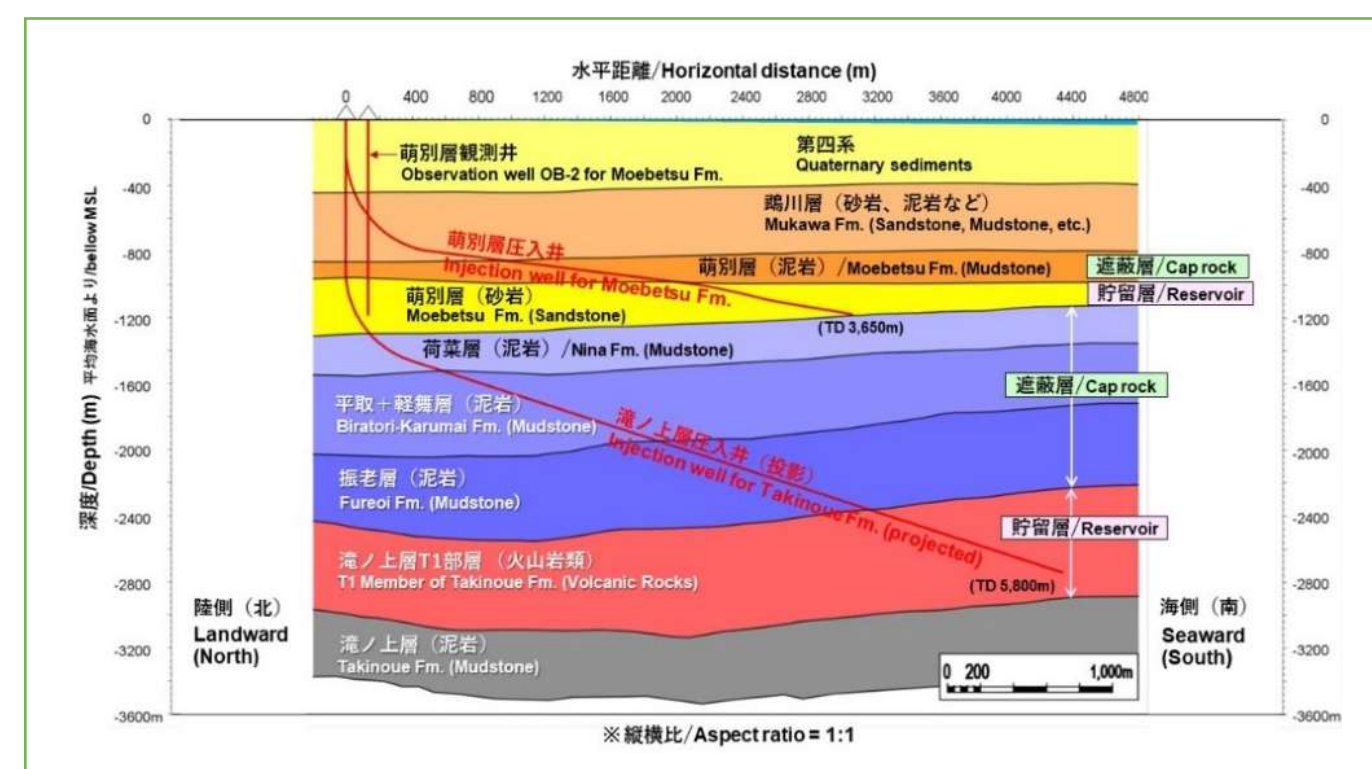 水平距離/Horizontal distance (m)
0 400 800 1200 1600 2000 2400 2800 3200 3600 4000 4400 4800
深度/Depth (m) 平均海水面より/bellow MSL
0
-400
-800
-1200
-1600
-2000
-2400
-2800
-3200
-3600m
0
-400
-800
-1200
-1600
-2000
-2400
-2800
-3200
-3600m
萌別層観測井
Observation well OB-2 for Moebetsu Fm.
第四系
Quaternary sediments
鵡川層（砂岩、泥岩など）
Mukawa Fm. (Sandstone, Mudstone, etc.)
萌別層圧入井
Injection well for Moebetsu Fm.
萌別層（泥岩）/Moebetsu Fm. (Mudstone)
遮蔽層/Cap rock
萌別層（砂岩）
Moebetsu Fm. (Sandstone)
貯留層/Reservoir
(TD 3,650m)
荷菜層（泥岩）/Nina Fm. (Mudstone)
遮蔽層/Cap rock
平取＋軽舞層（泥岩）
Biratori-Karumai Fm. (Mudstone)
滝ノ上層圧入井（投影）
Injection well for Takinoue Fm. (projected)
振老層（泥岩）
Fureoi Fm. (Mudstone)
貯留層/Reservoir
滝ノ上層T1部層 （火山岩類）
T1 Member of Takinoue Fm. (Volcanic Rocks)
(TD 5,800m)
陸側（北）
Landward
(North)
海側（南）
Seaward
(South)
滝ノ上層（泥岩）
Takinoue Fm. (Mudstone)
0 200 1,000m
※縦横比/Aspect ratio = 1:1